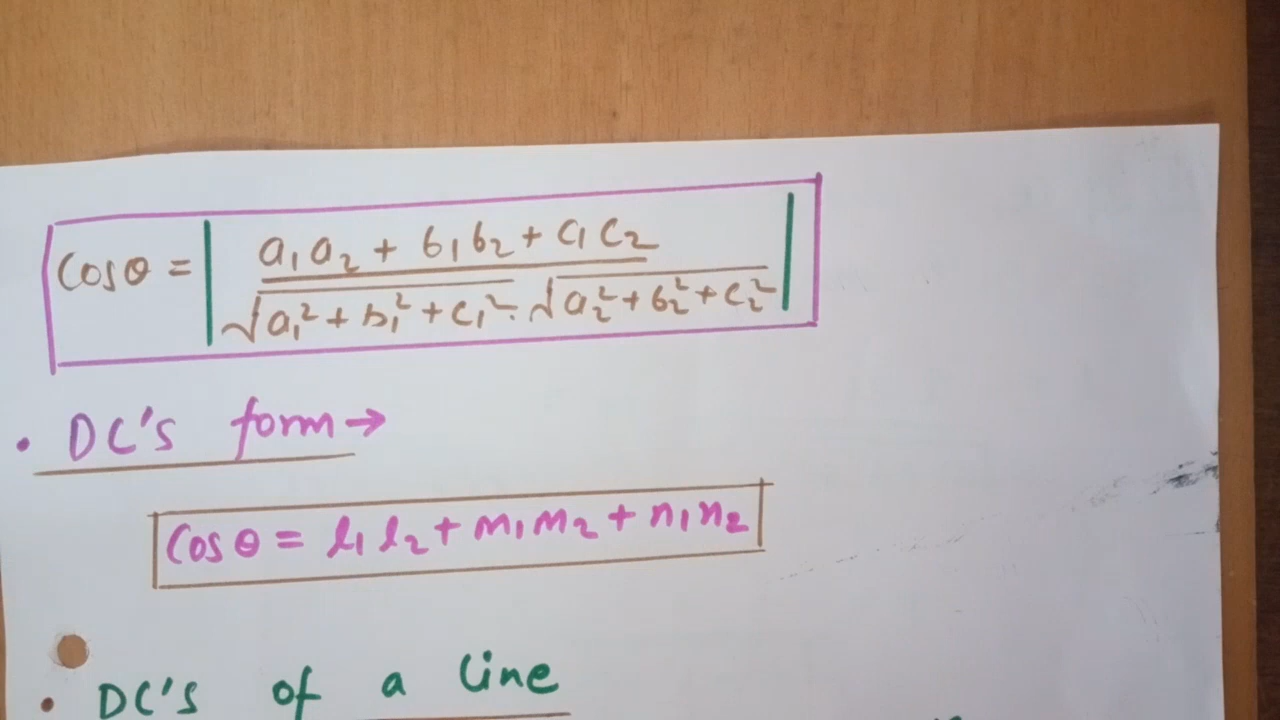 Cosθ = | a₁a₂ + b₁b₂ + c₁c₂ / √a₁² + b₁² + c₁² . √a₂² + b₂² + c₂² |
• DC's form →
Cosθ = l₁l₂ + m₁m₂ + n₁n₂
• DC's of a line